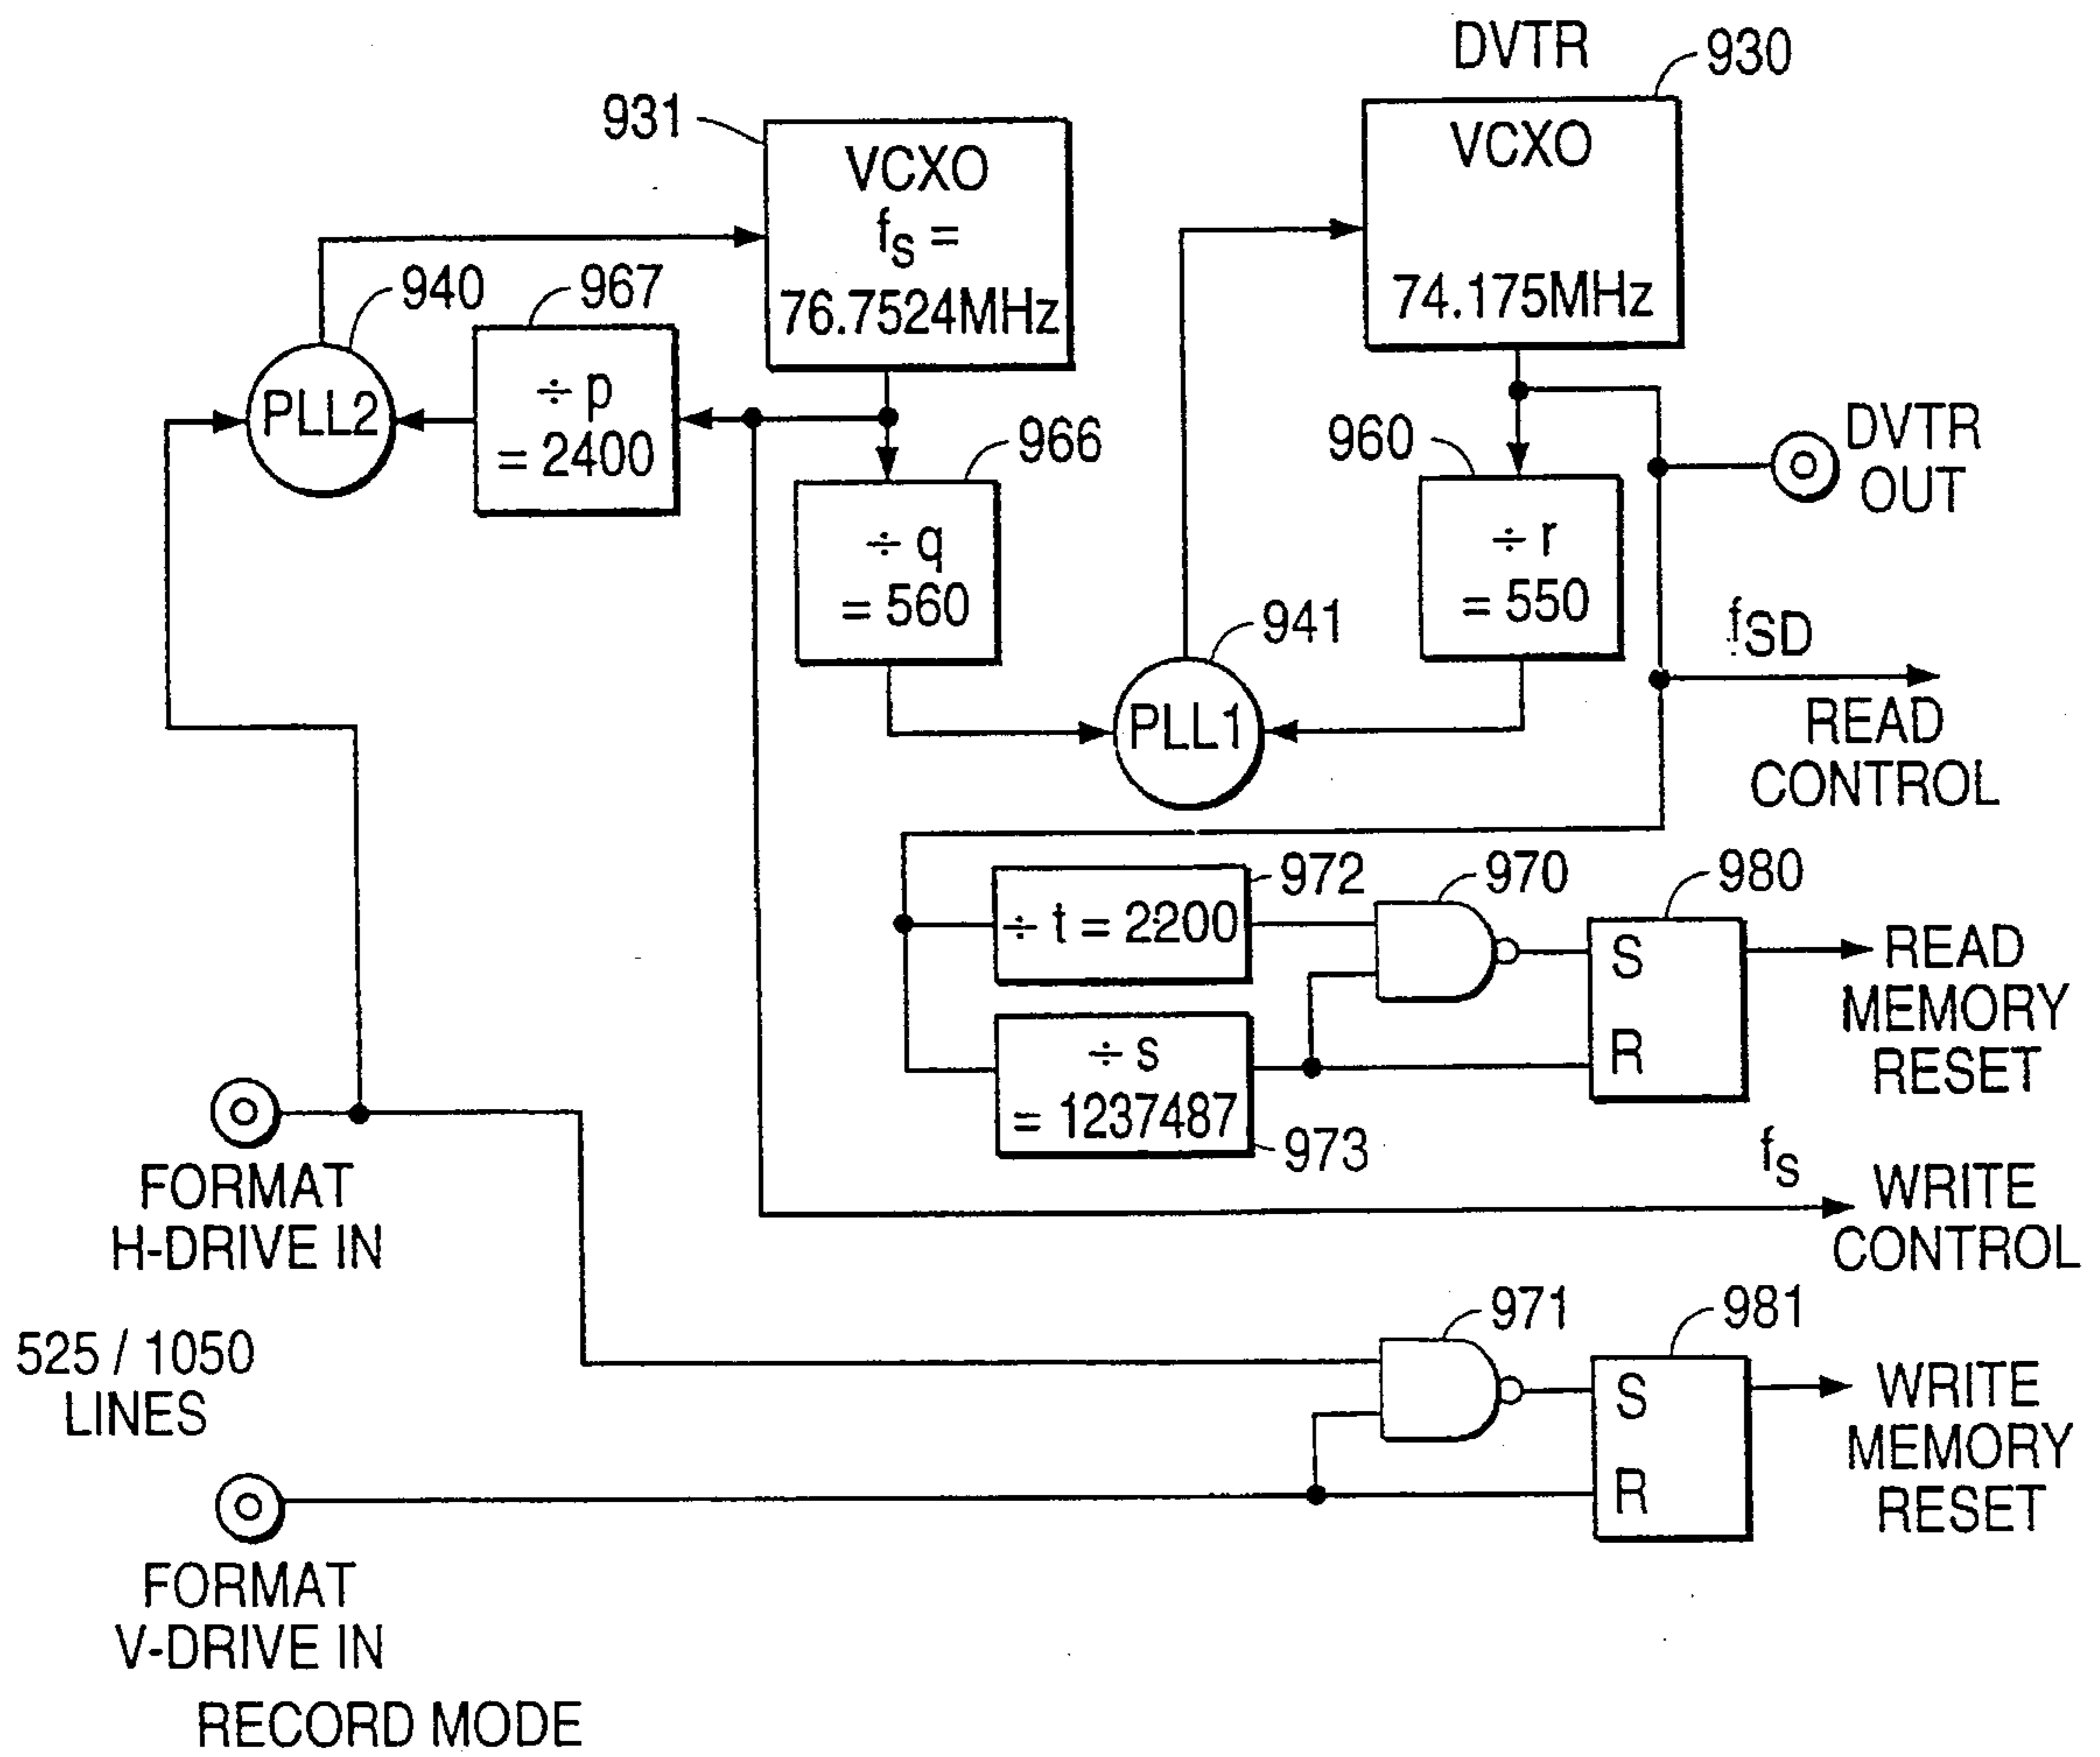 DVTR
930
931
VCXO
fS =
76.7524MHz
VCXO
74.175MHz
940
967
PLL2
÷ p
= 2400
966
960
DVTR
OUT
÷ q
= 560
÷ r
= 550
941
fSD
PLL1
READ
CONTROL
972
970
980
÷ t = 2200
S
R
READ
MEMORY
RESET
÷ s
= 1237487
973
FORMAT
H-DRIVE IN
fS
WRITE
CONTROL
971
981
525 / 1050
LINES
S
R
WRITE
MEMORY
RESET
FORMAT
V-DRIVE IN
RECORD MODE